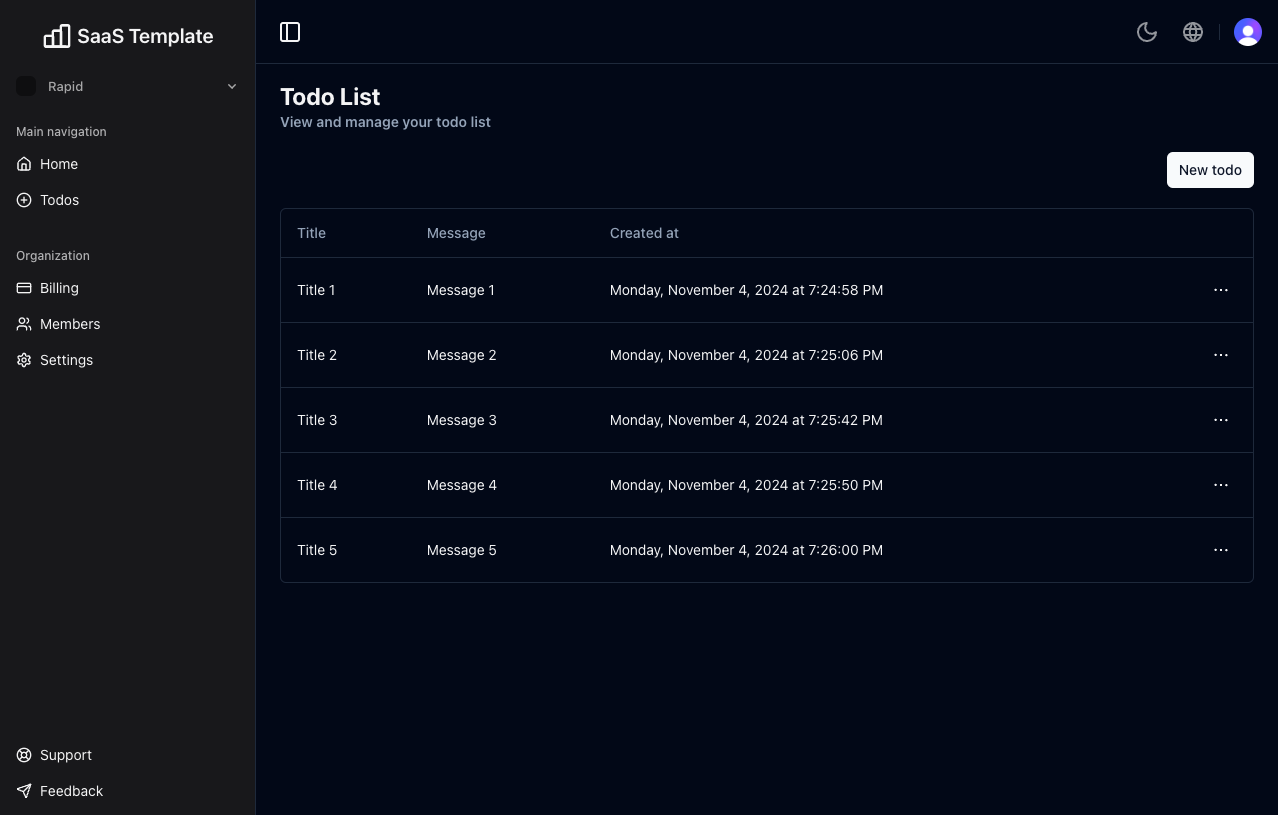 SaaS Template
Rapid
Main navigation
Home
Todos
Organization
Billing
Members
Settings
Support
Feedback
Todo List
View and manage your todo list
New todo
Title Message Created at
Title 1 Message 1 Monday, November 4, 2024 at 7:24:58 PM
Title 2 Message 2 Monday, November 4, 2024 at 7:25:06 PM
Title 3 Message 3 Monday, November 4, 2024 at 7:25:42 PM
Title 4 Message 4 Monday, November 4, 2024 at 7:25:50 PM
Title 5 Message 5 Monday, November 4, 2024 at 7:26:00 PM